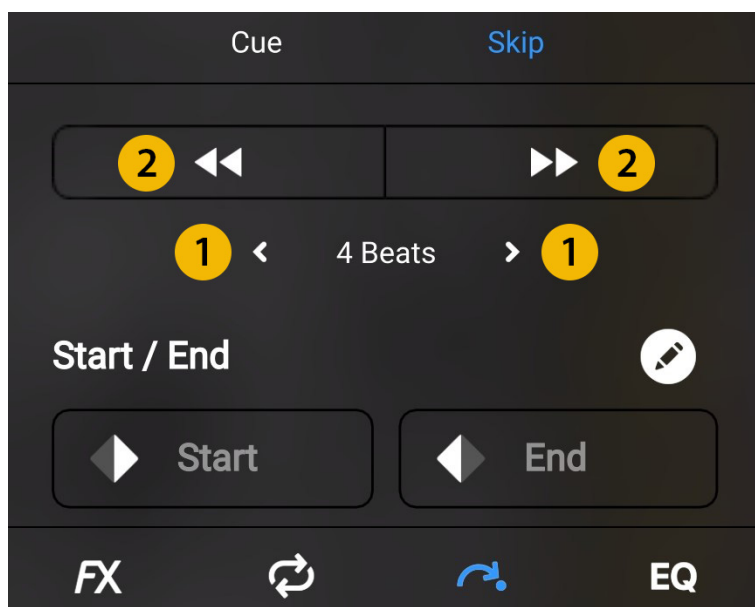 Cue Skip
2 2
1 4 Beats 1
Start / End
Start End
FX EQ